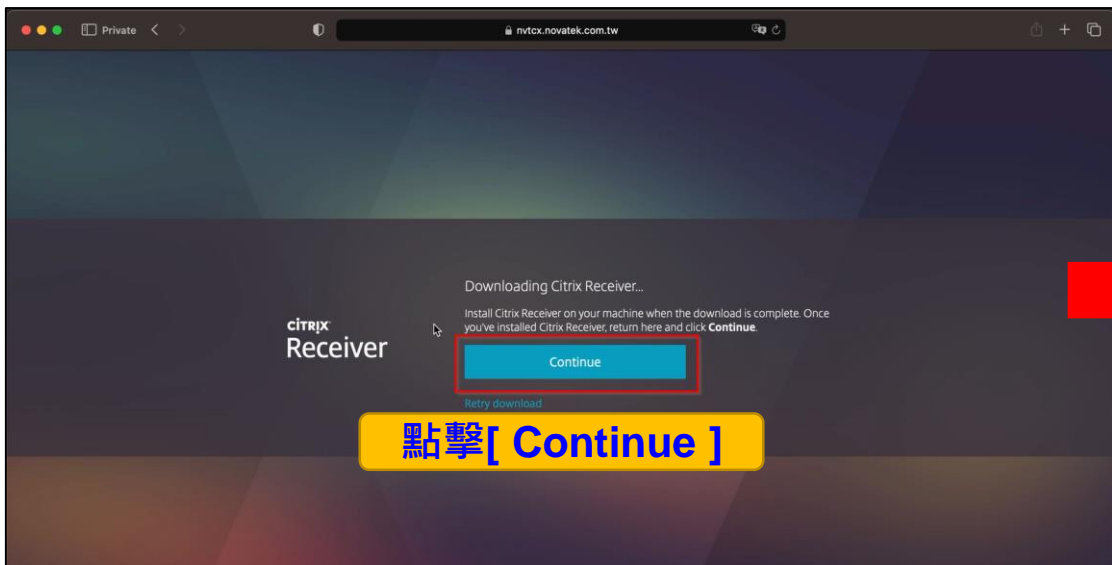 Private
nvtcx.novatek.com.tw
Downloading Citrix Receiver...
Install Citrix Receiver on your machine when the download is complete. Once
you've installed Citrix Receiver, return here and click Continue.
CITRIX
Receiver
Continue
Retry download
點擊[ Continue ]